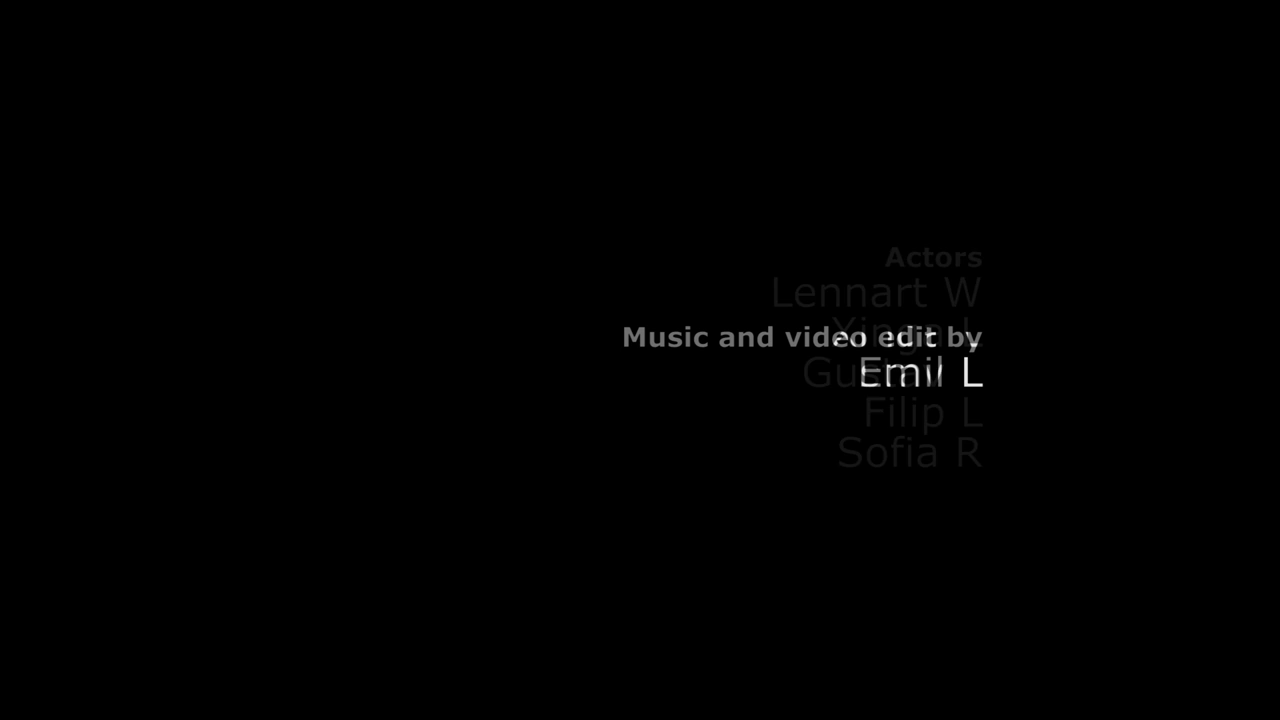 Actors
Lennart W
Music and video edit by
Emil L
Filip L
Sofia R